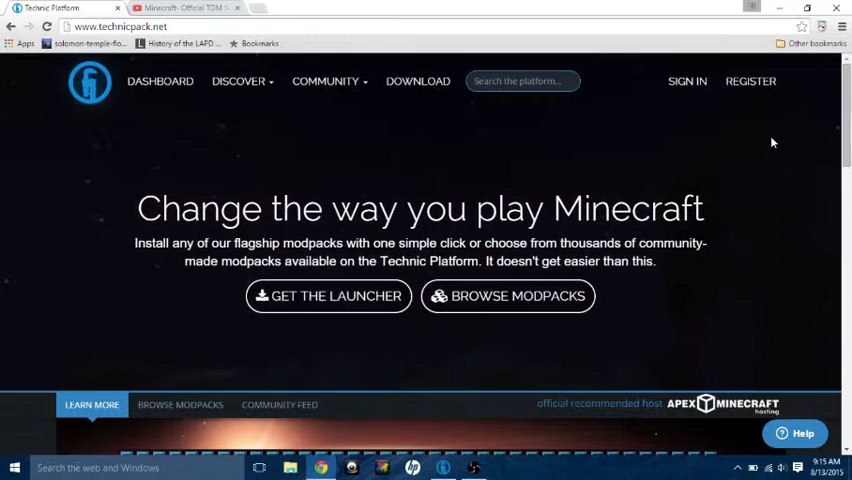 Technic Platform
Minecraft- Official TDM S
www.technicpack.net
Apps
solomon-temple-flo...
History of the LAPD ...
Bookmarks
Other bookmarks
DASHBOARD
DISCOVER
COMMUNITY
DOWNLOAD
Search the platform...
SIGN IN
REGISTER
Change the way you play Minecraft
Install any of our flagship modpacks with one simple click or choose from thousands of community-
made modpacks available on the Technic Platform. It doesn't get easier than this.
GET THE LAUNCHER
BROWSE MODPACKS
LEARN MORE
BROWSE MODPACKS
COMMUNITY FEED
official recommended host
APEX MINECRAFT
hosting
Help
Search the web and Windows
hp
9:15 AM
8/13/2015